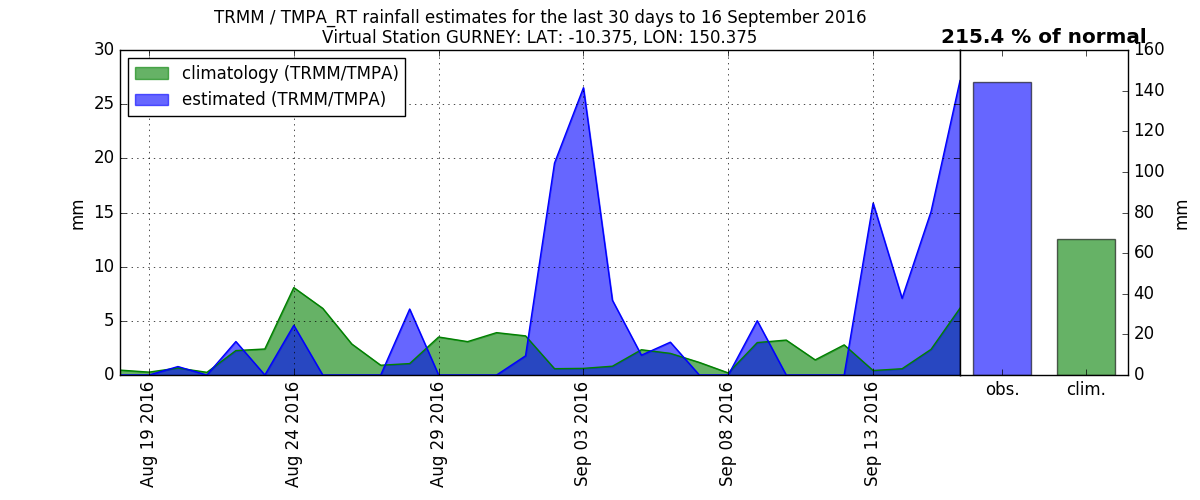 TRMM / TMPA_RT rainfall estimates for the last 30 days to 16 September 2016
Virtual Station GURNEY: LAT: -10.375, LON: 150.375
215.4 % of normal
climatology (TRMM/TMPA)
estimated (TRMM/TMPA)
30
25
20
15
10
5
0
mm
Aug 19 2016
Aug 24 2016
Aug 29 2016
Sep 03 2016
Sep 08 2016
Sep 13 2016
obs.
clim.
160
140
120
100
80
60
40
20
0
mm